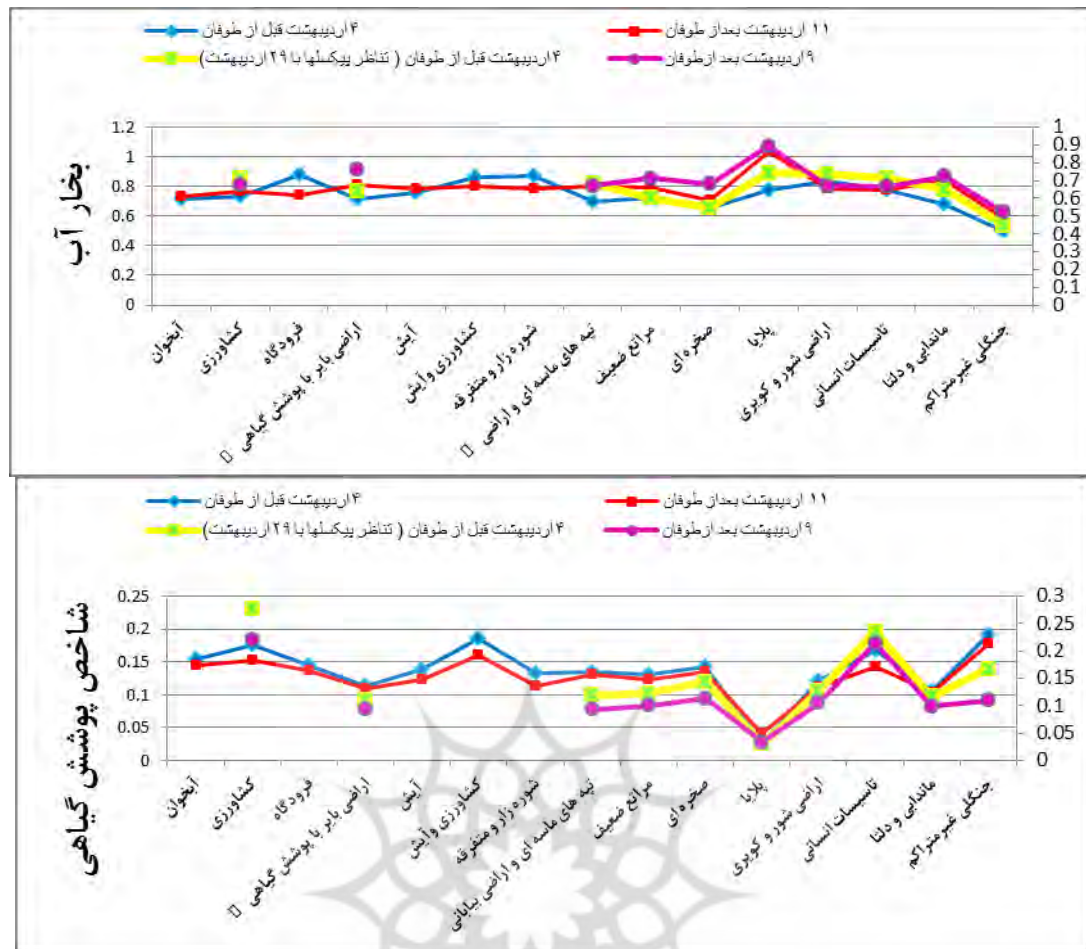 ۴ اردیبهشت قبل از طوفان
۱۱ اردیبهشت بعد از طوفان
۴ اردیبهشت قبل از طوفان ( تناظر پیکسلها با ۲۹ اردیبهشت)
۹ اردیبهشت بعد از طوفان
بخار آب
1.2
1
0.8
0.6
0.4
0.2
0
1
0.9
0.8
0.7
0.6
0.5
0.4
0.3
0.2
0.1
0
آبخوان
کشاورزی
فرودگاه
اراضی بایر با پوشش گیاهی
آیش
کشاورزی و آیش
شوره زار و متفرقه
تپه های ماسه ای و اراضی
مراتع ضعیف
صخره ای
پلایا
اراضی شور و کویری
تاسیسات انسانی
ماندابی و دلتا
جنگلی غیرمتراکم
۴ اردیبهشت قبل از طوفان
۱۱ اردیبهشت بعد از طوفان
۴ اردیبهشت قبل از طوفان ( تناظر پیکسلها با ۲۹ اردیبهشت)
۹ اردیبهشت بعد از طوفان
شاخص پوشش گیاهی
0.25
0.2
0.15
0.1
0.05
0
0.3
0.25
0.2
0.15
0.1
0.05
0
آبخوان
کشاورزی
فرودگاه
اراضی بایر با پوشش گیاهی
آیش
کشاورزی و آیش
شوره زار و متفرقه
تپه های ماسه ای و اراضی بیابانی
مراتع ضعیف
صخره ای
پلایا
اراضی شور و کویری
تاسیسات انسانی
ماندابی و دلتا
جنگلی غیرمتراکم